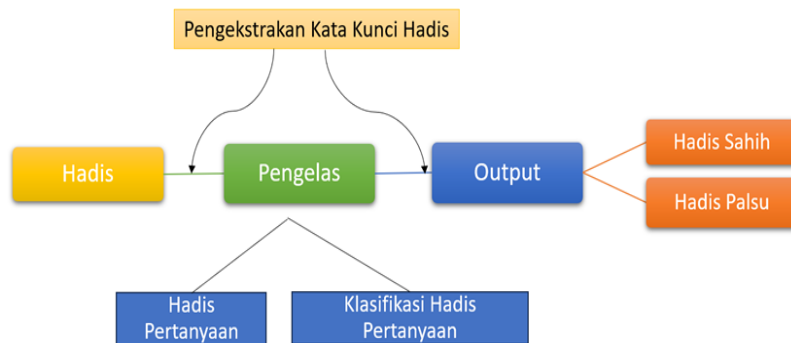 Pengekstrakan Kata Kunci Hadis
Hadis
Pengelas
Output
Hadis Sahih
Hadis Palsu
Hadis
Pertanyaan
Klasifikasi Hadis
Pertanyaan